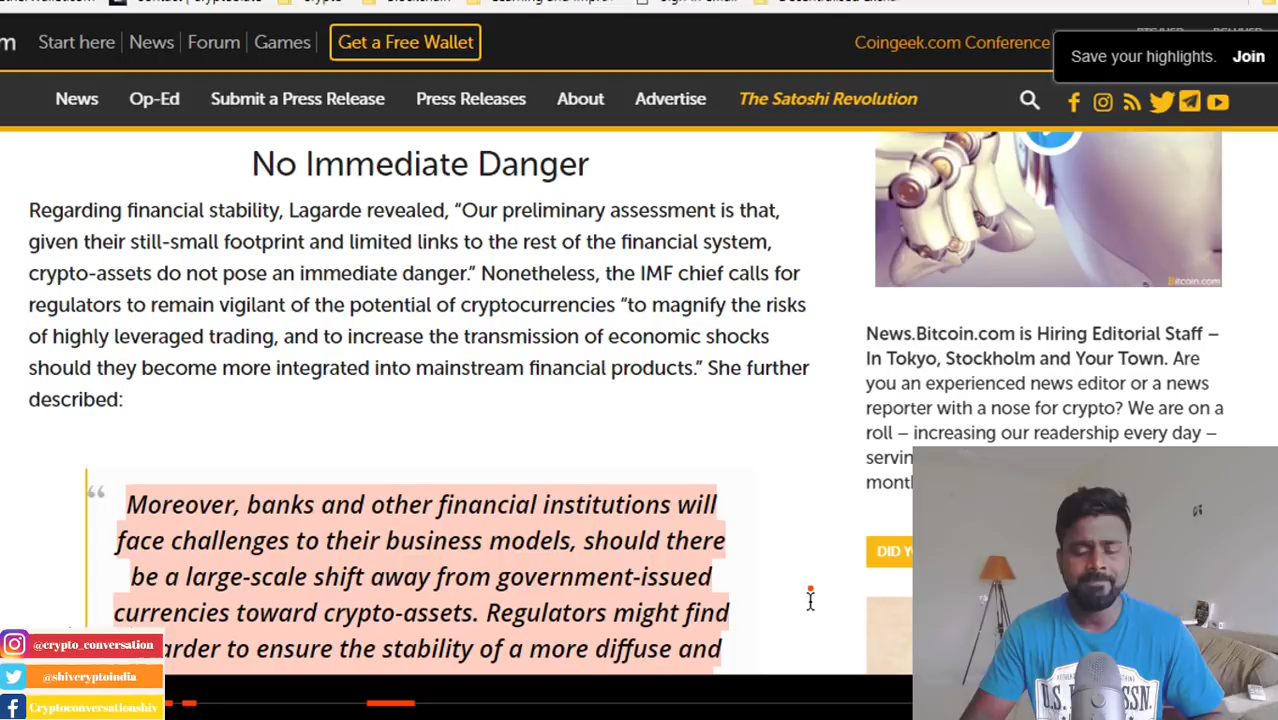 m Start here News Forum Games Get a Free Wallet Coingeek.com Conference
Save your highlights. Join
News Op-Ed Submit a Press Release Press Releases About Advertise The Satoshi Revolution
No Immediate Danger
Regarding financial stability, Lagarde revealed, “Our preliminary assessment is that,
given their still-small footprint and limited links to the rest of the financial system,
crypto-assets do not pose an immediate danger.” Nonetheless, the IMF chief calls for
regulators to remain vigilant of the potential of cryptocurrencies “to magnify the risks
of highly leveraged trading, and to increase the transmission of economic shocks
should they become more integrated into mainstream financial products.” She further
described:
“ Moreover, banks and other financial institutions will
face challenges to their business models, should there
be a large-scale shift away from government-issued
currencies toward crypto-assets. Regulators might find
arder to ensure the stability of a more diffuse and
Bitcoin.com
News.Bitcoin.com is Hiring Editorial Staff –
In Tokyo, Stockholm and Your Town. Are
you an experienced news editor or a news
reporter with a nose for crypto? We are on a
roll – increasing our readership every day –
servin
mont
DID Y
@crypto_conversation
@shivcryptoindia
Cryptoconversationshiv